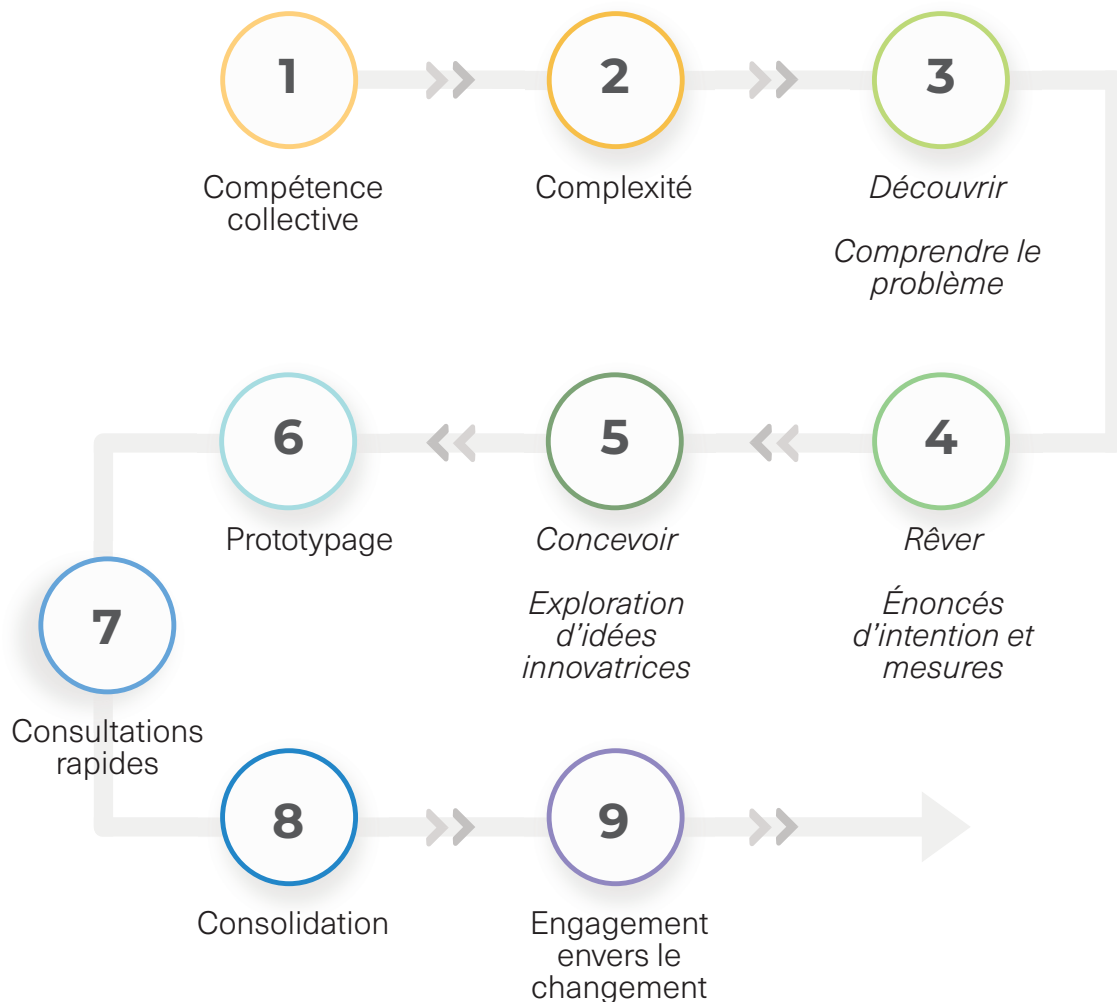 1
Compétence
collective
2
Complexité
3
Découvrir
Comprendre le
problème
4
Rêver
Énoncés
d’intention et
mesures
5
Concevoir
Exploration
d’idées
innovatrices
6
Prototypage
7
Consultations
rapides
8
Consolidation
9
Engagement
envers le
changement